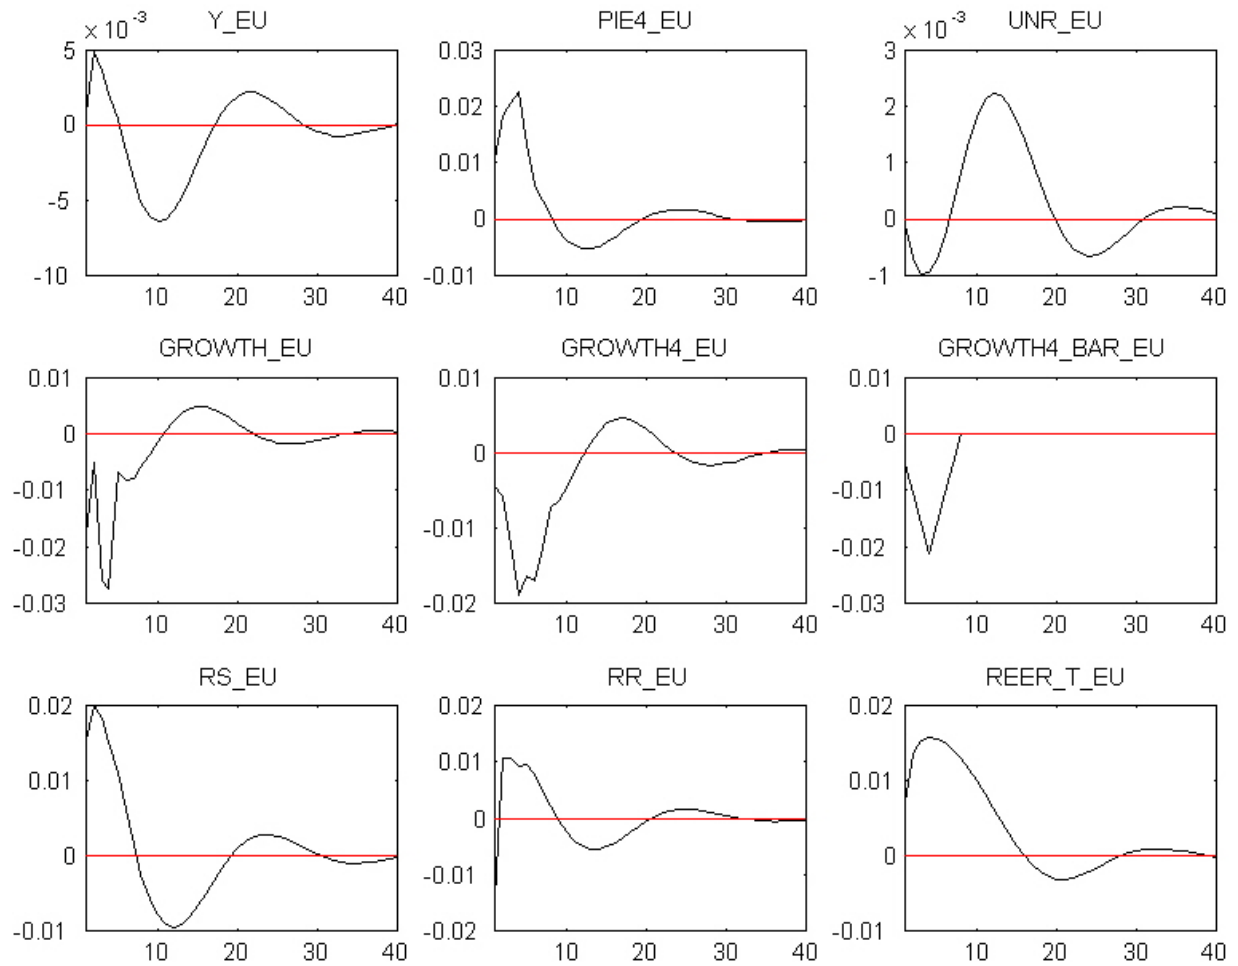 Y_EU PIE4_EU UNR_EU
× 10 -3 × 10 -3
5 0.03 3
0.02 2
0 0.01 1
-5 0 0
-10 -0.01 -1
10 20 30 40 10 20 30 40 10 20 30 40
GROWTH_EU GROWTH4_EU GROWTH4_BAR_EU
0.01 0.01 0.01
0 0 0
-0.01 -0.01 -0.01
-0.02 -0.02
-0.03 -0.02 -0.03
10 20 30 40 10 20 30 40 10 20 30 40
RS_EU RR_EU REER_T_EU
0.02 0.02 0.02
0.01 0.01 0.01
0 0 0
-0.01
-0.01 -0.02 -0.01
10 20 30 40 10 20 30 40 10 20 30 40